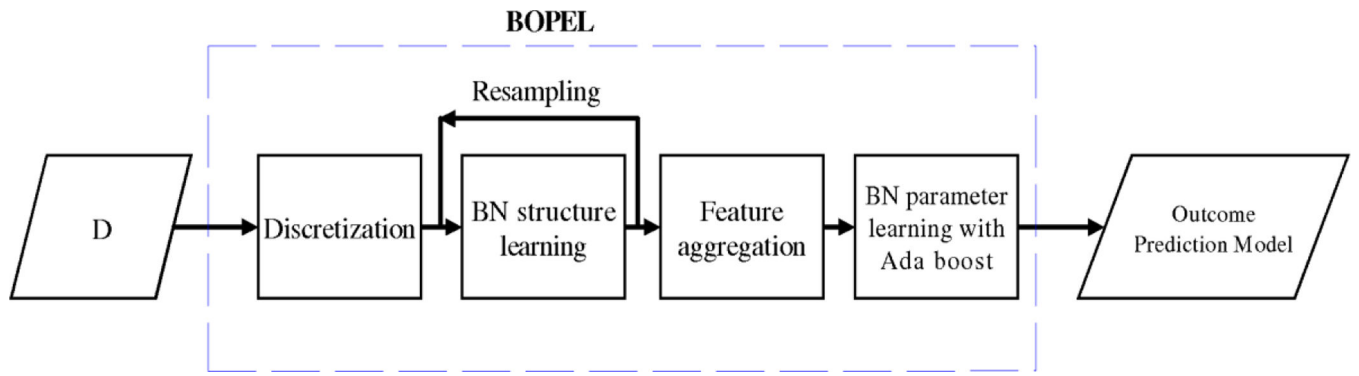 BOPEL
Resampling
D
Discretization
BN structure
learning
Feature
aggregation
BN parameter
learning with
Ada boost
Outcome
Prediction Model